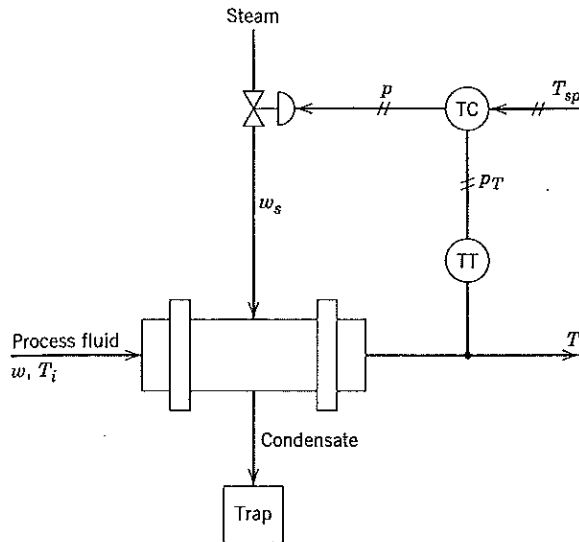 Steam
p
TC
T_sp
p_T
w_s
TT
Process fluid
w, T_i
T
Condensate
Trap